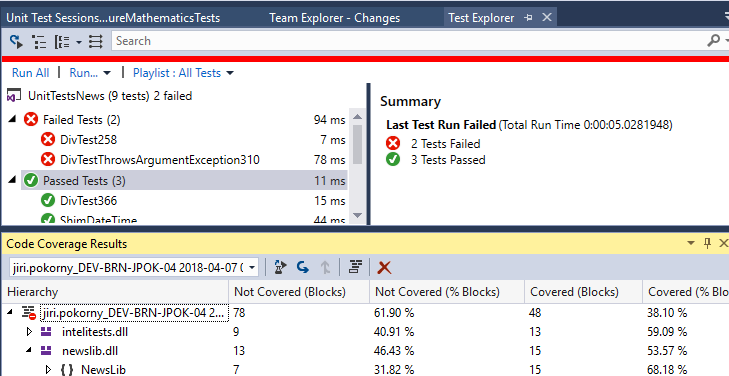 Unit Test Sessions...ureMathematicsTests Team Explorer - Changes Test Explorer
Search
Run All Run... Playlist : All Tests
UnitTestsNews (9 tests) 2 failed
Failed Tests (2) 94 ms
DivTest258 7 ms
DivTestThrowsArgumentException310 78 ms
Passed Tests (3) 11 ms
DivTest366 15 ms
ShimDateTime 44 ms
Summary
Last Test Run Failed (Total Run Time 0:00:05.0281948)
2 Tests Failed
3 Tests Passed
Code Coverage Results
jiri.pokorny_DEV-BRN-JPOK-04 2018-04-07 0
Hierarchy Not Covered (Blocks) Not Covered (% Blocks) Covered (Blocks) Covered (% Blocks)
jiri.pokorny_DEV-BRN-JPOK-04 2... 78 61.90 % 48 38.10 %
intelitests.dll 9 40.91 % 13 59.09 %
newslib.dll 13 46.43 % 15 53.57 %
{ } NewsLib 7 31.82 % 15 68.18 %